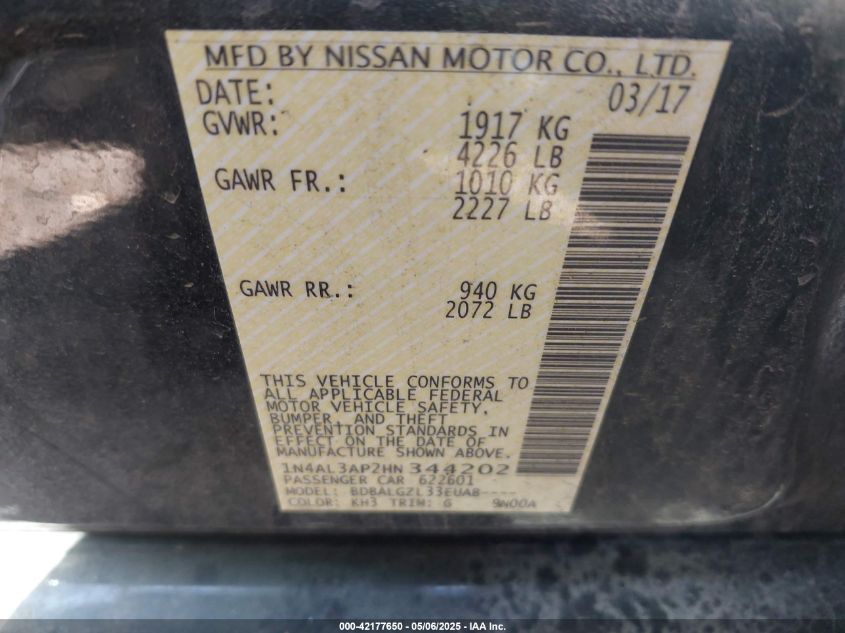 MFD BY NISSAN MOTOR CO., LTD.
DATE: 03/17
GVWR: 1917 KG
4226 LB
GAWR FR.: 1010 KG
2227 LB
GAWR RR.: 940 KG
2072 LB
THIS VEHICLE CONFORMS TO
ALL APPLICABLE FEDERAL
MOTOR VEHICLE SAFETY,
BUMPER, AND THEFT
PREVENTION STANDARDS IN
EFFECT ON THE DATE OF
MANUFACTURE SHOWN ABOVE.
1N4AL3AP2HN344202
PASSENGER CAR 622601
MODEL: BDBALGZL33EUA8----
COLOR: KH3 TRIM: G 9N00A
000-42177650 - 05/06/2025 - IAA Inc.